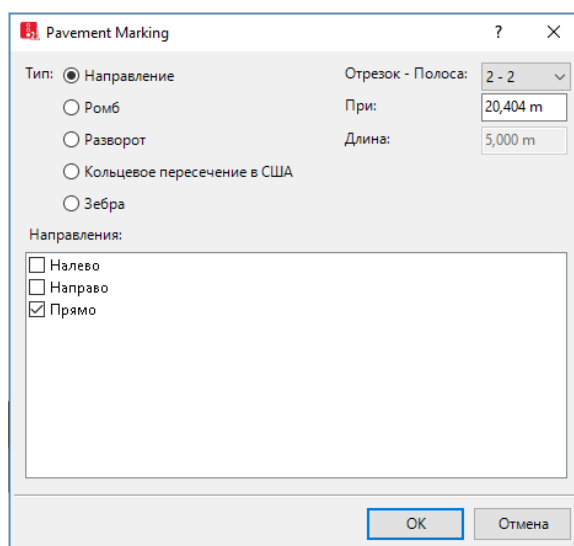 Pavement Marking
Тип: Направление Отрезок - Полоса: 2 - 2
Ромб При: 20,404 m
Разворот Длина: 5,000 m
Кольцевое пересечение в США
Зебра
Направления:
Налево
Направо
Прямо
OK Отмена